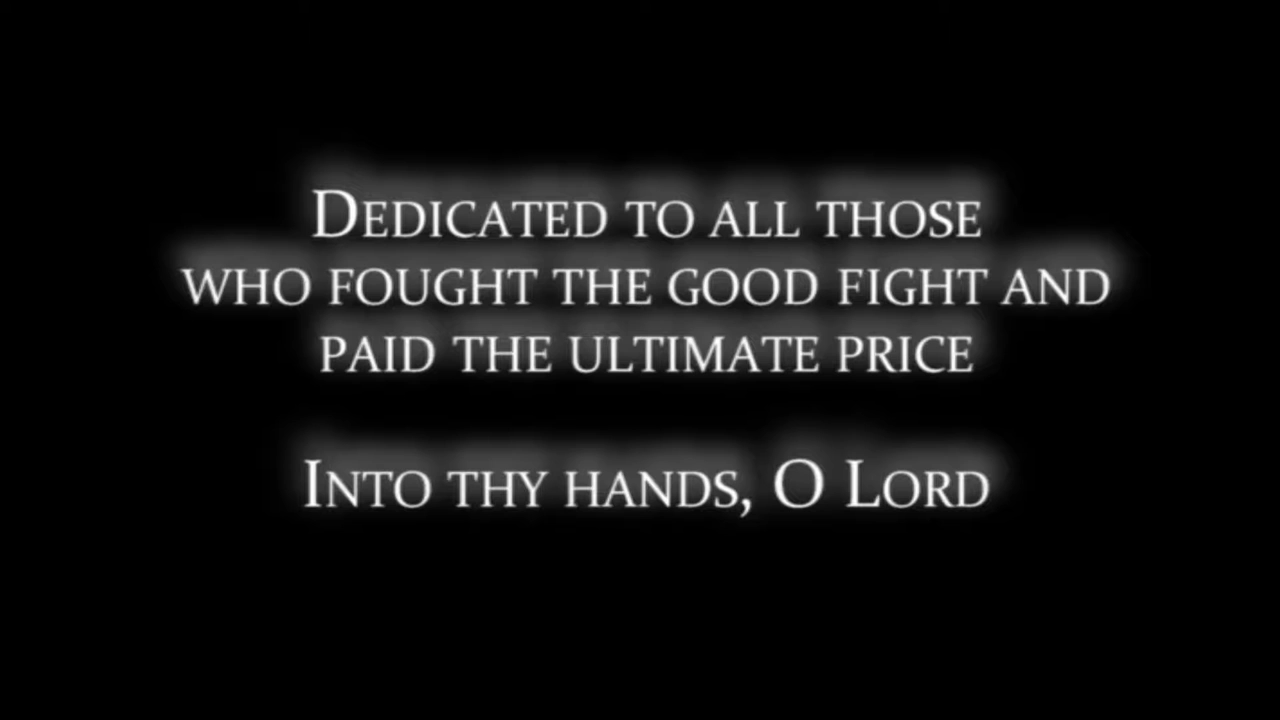 Dedicated to all those
who fought the good fight and
paid the ultimate price
Into thy hands, O Lord